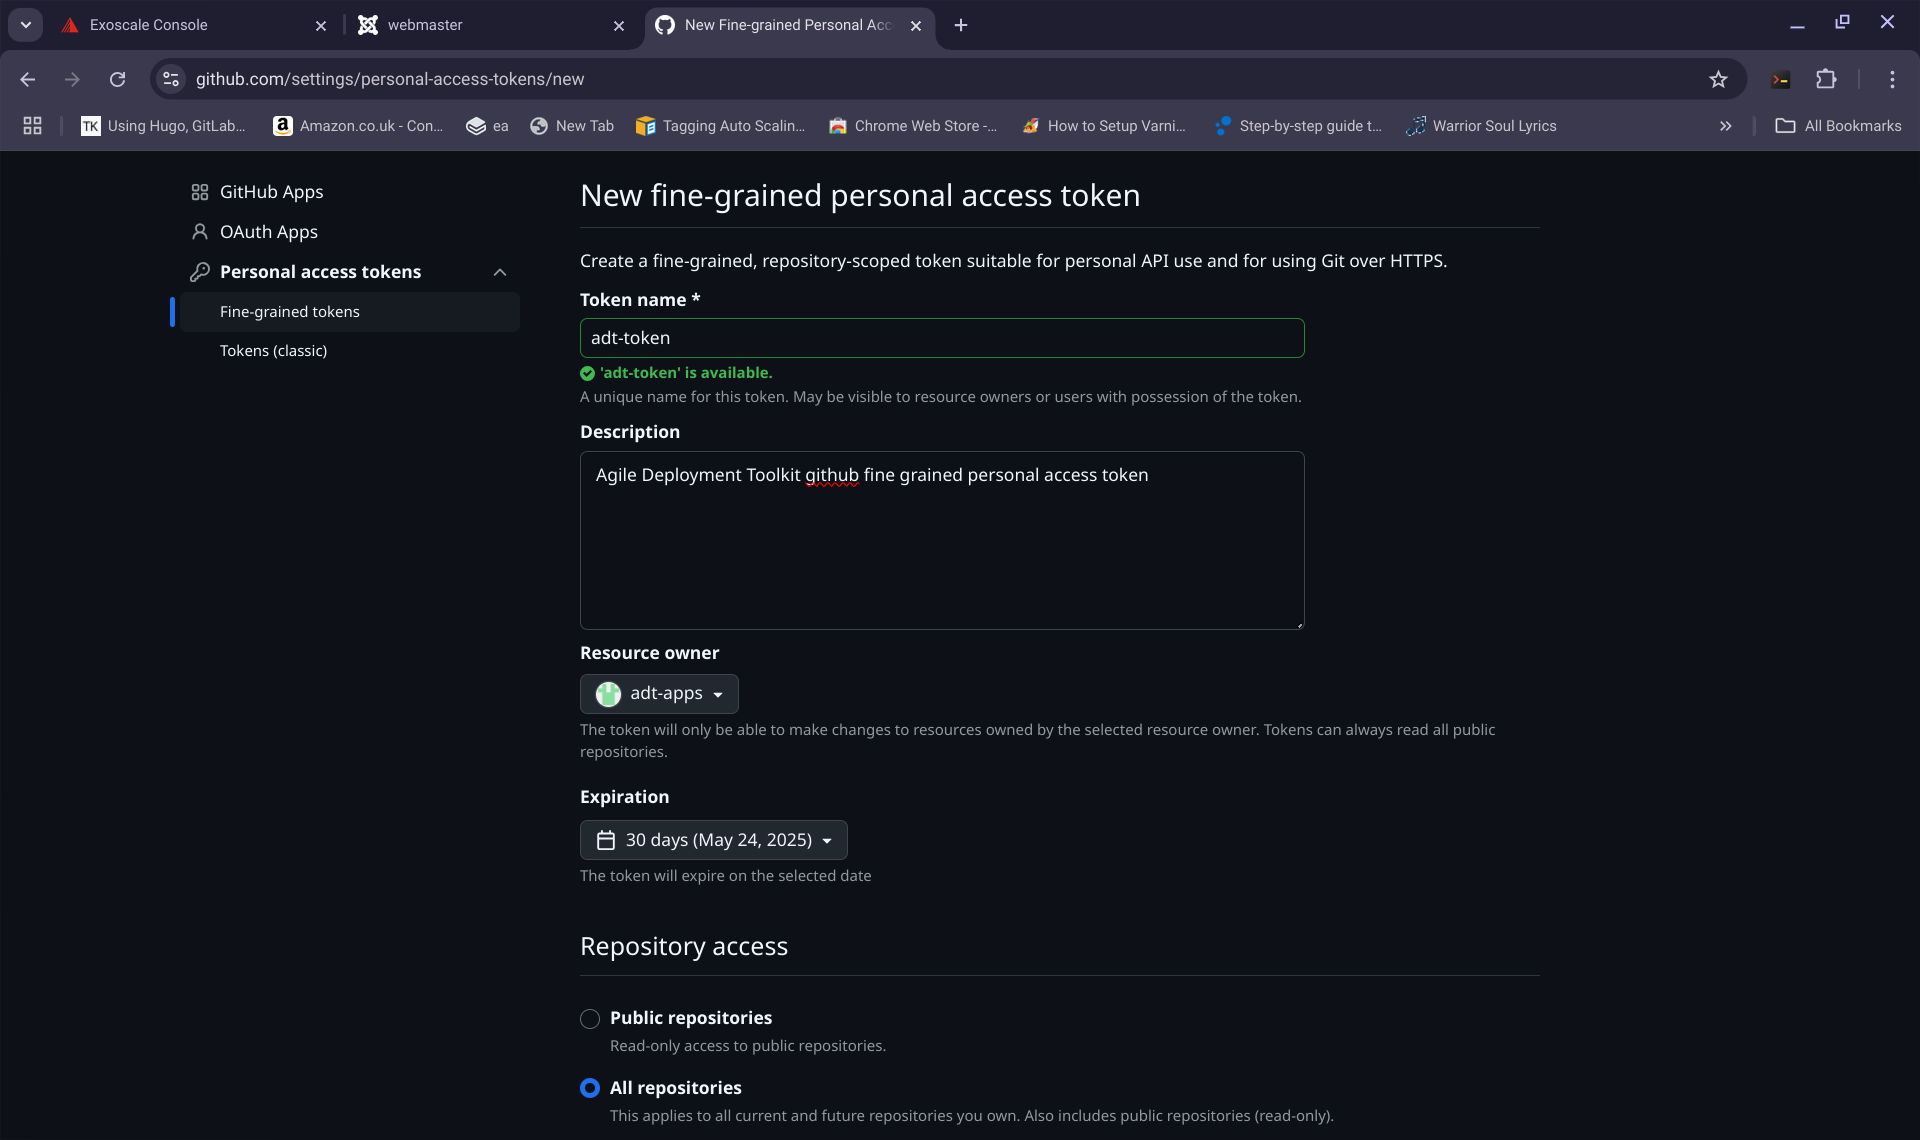 Exoscale Console
webmaster
New Fine-grained Personal Acc
github.com/settings/personal-access-tokens/new
TK
Using Hugo, GitLab...
a
Amazon.co.uk - Con...
ea
New Tab
Tagging Auto Scalin...
Chrome Web Store -...
How to Setup Varni...
Step-by-step guide t...
Warrior Soul Lyrics
All Bookmarks
GitHub Apps
OAuth Apps
Personal access tokens
Fine-grained tokens
Tokens (classic)
New fine-grained personal access token
Create a fine-grained, repository-scoped token suitable for personal API use and for using Git over HTTPS.
Token name *
adt-token
'adt-token' is available.
A unique name for this token. May be visible to resource owners or users with possession of the token.
Description
Agile Deployment Toolkit github fine grained personal access token
Resource owner
adt-apps
The token will only be able to make changes to resources owned by the selected resource owner. Tokens can always read all public
repositories.
Expiration
30 days (May 24, 2025)
The token will expire on the selected date
Repository access
Public repositories
Read-only access to public repositories.
All repositories
This applies to all current and future repositories you own. Also includes public repositories (read-only).